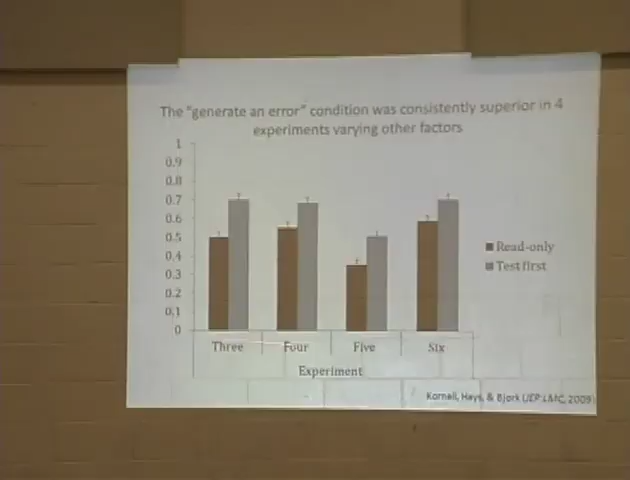 The "generate an error" condition was consistently superior in 4
experiments varying other factors
1
0.9
0.8
0.7
0.6
0.5
0.4
0.3
0.2
0.1
0
Three Four Five Six
Experiment
Read-only
Test first
Kornell, Hays, & Bjork (JEP:LMC, 2009)